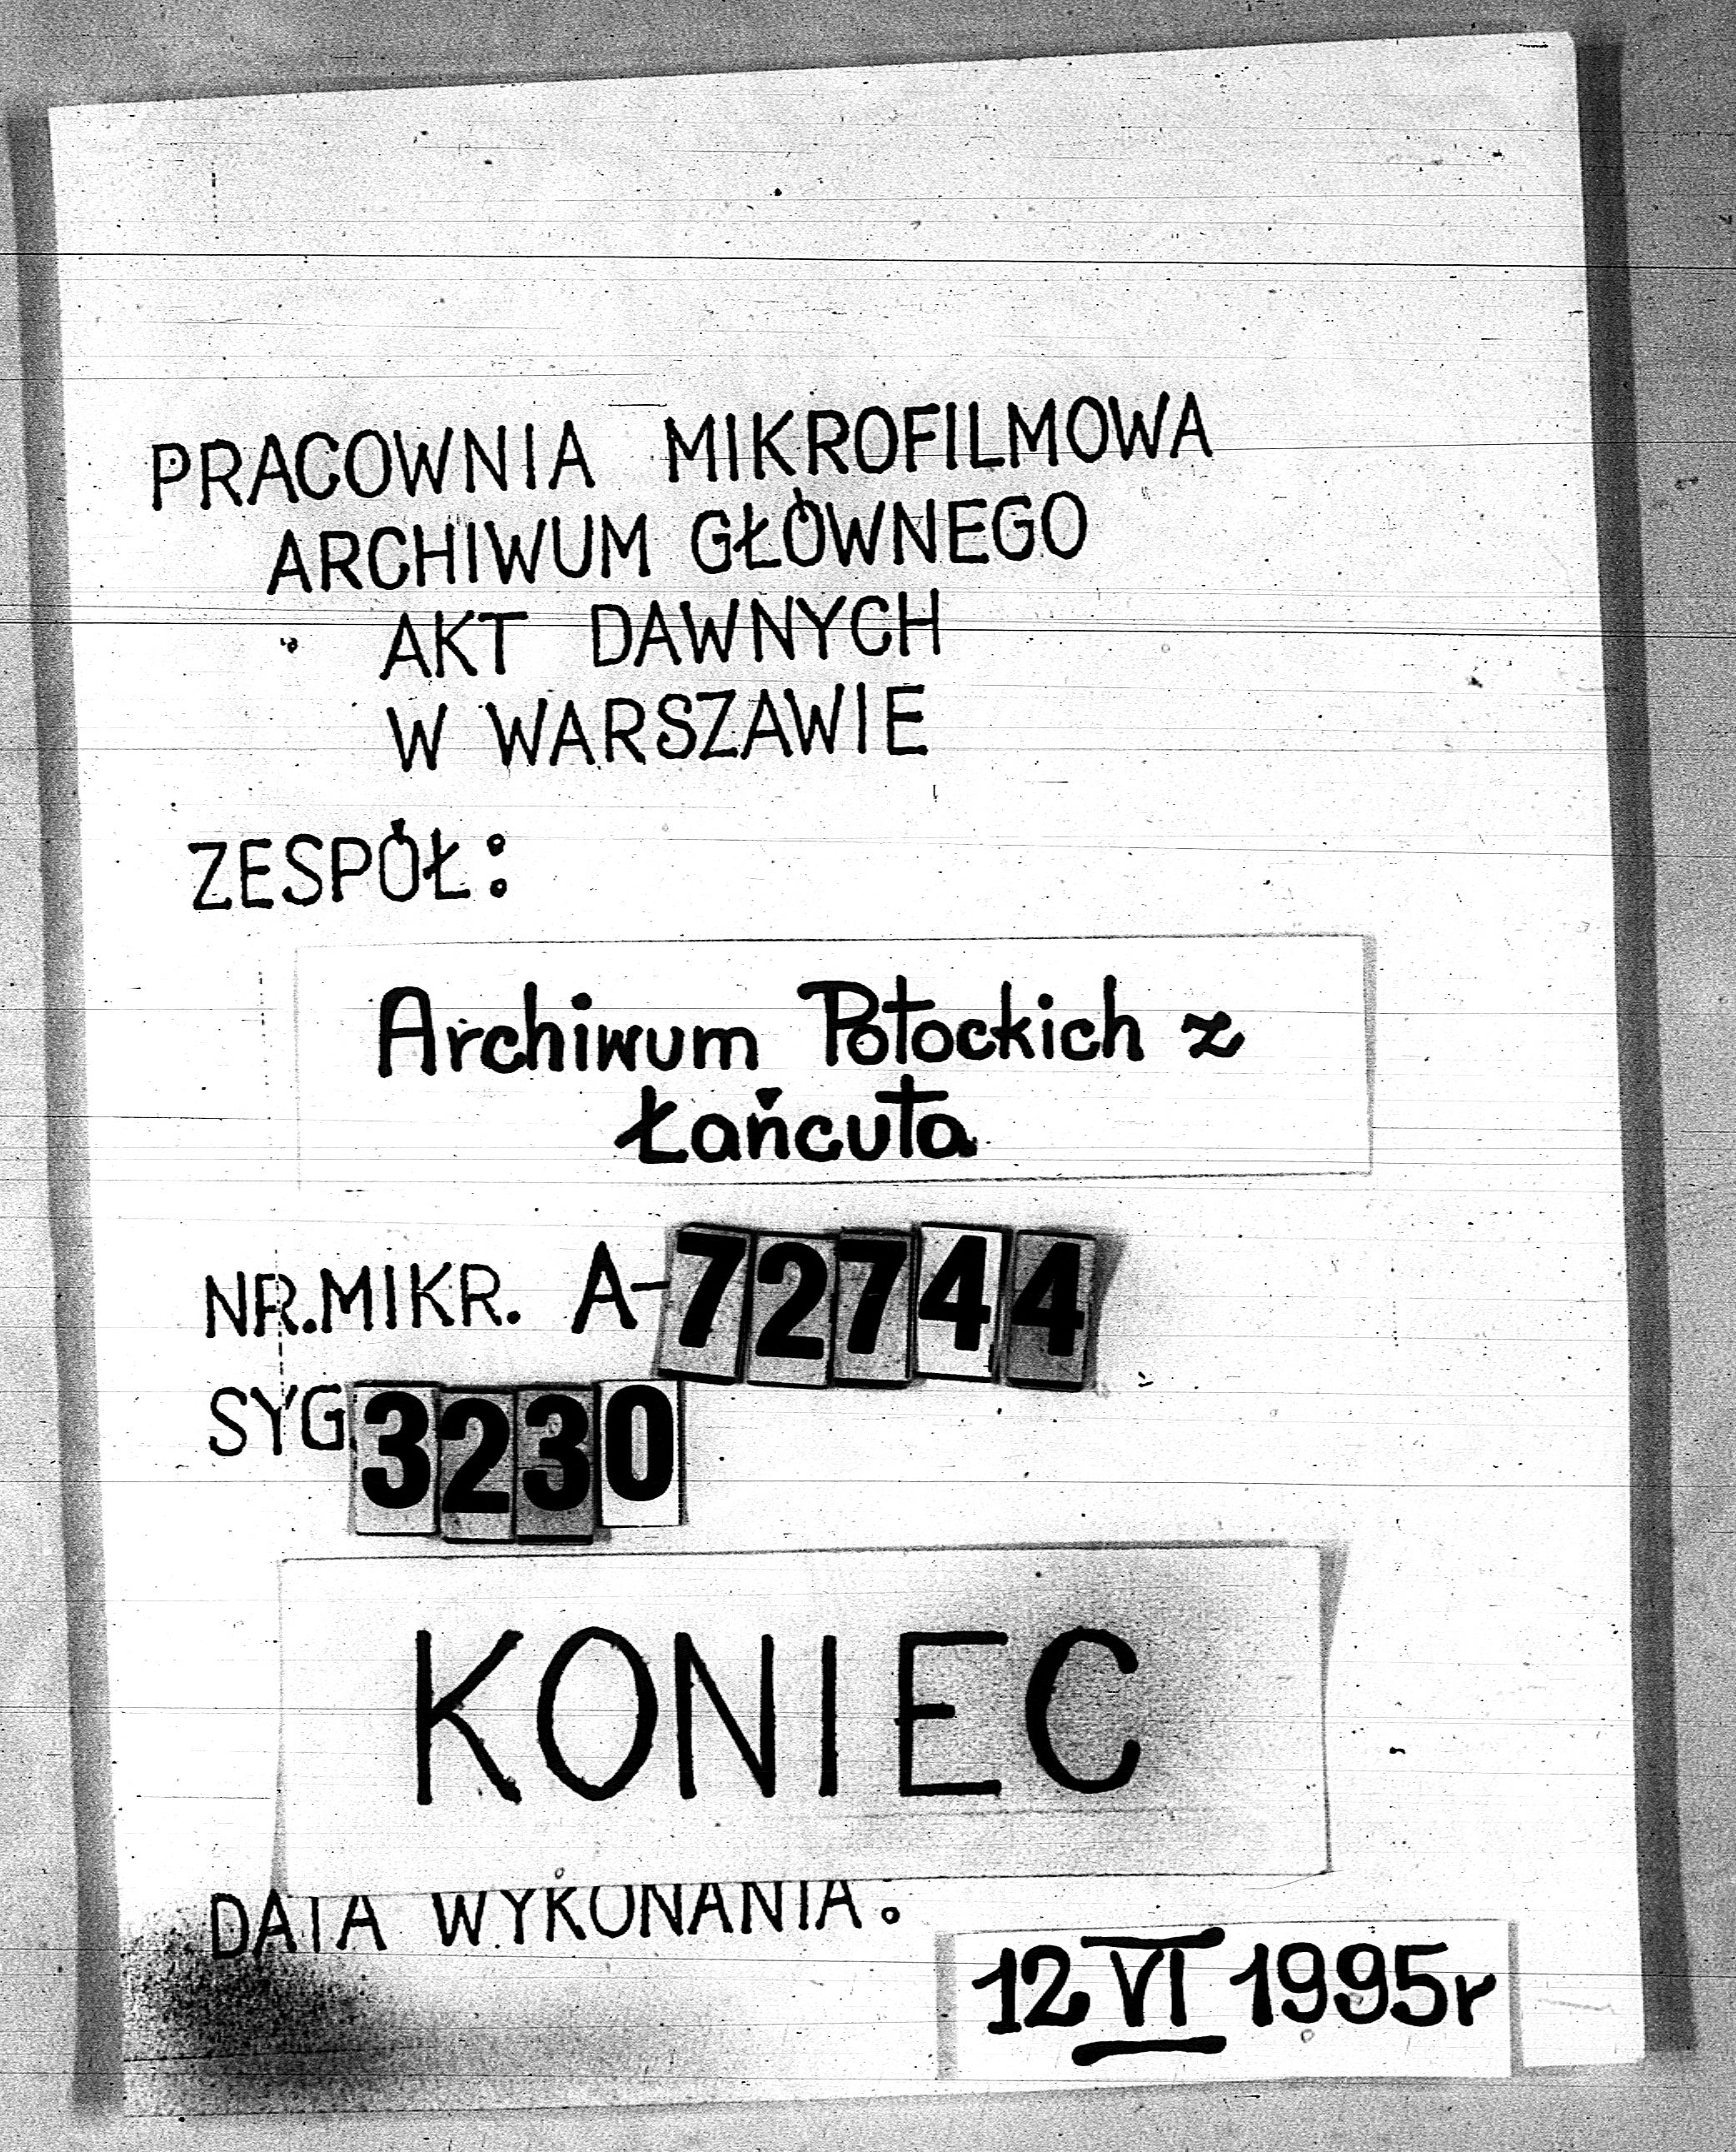 PRACOWNIA MIKROFILMOWA
ARCHIWUM GŁÓWNEGO
AKT DAWNYCH
W WARSZAWIE
ZESPÓŁ:
Archiwum Potockich z
Łańcuta
NR.MIKR. A-72744
SYG.3230
KONIEC
DATA WYKONANIA:
12 VI 1995r